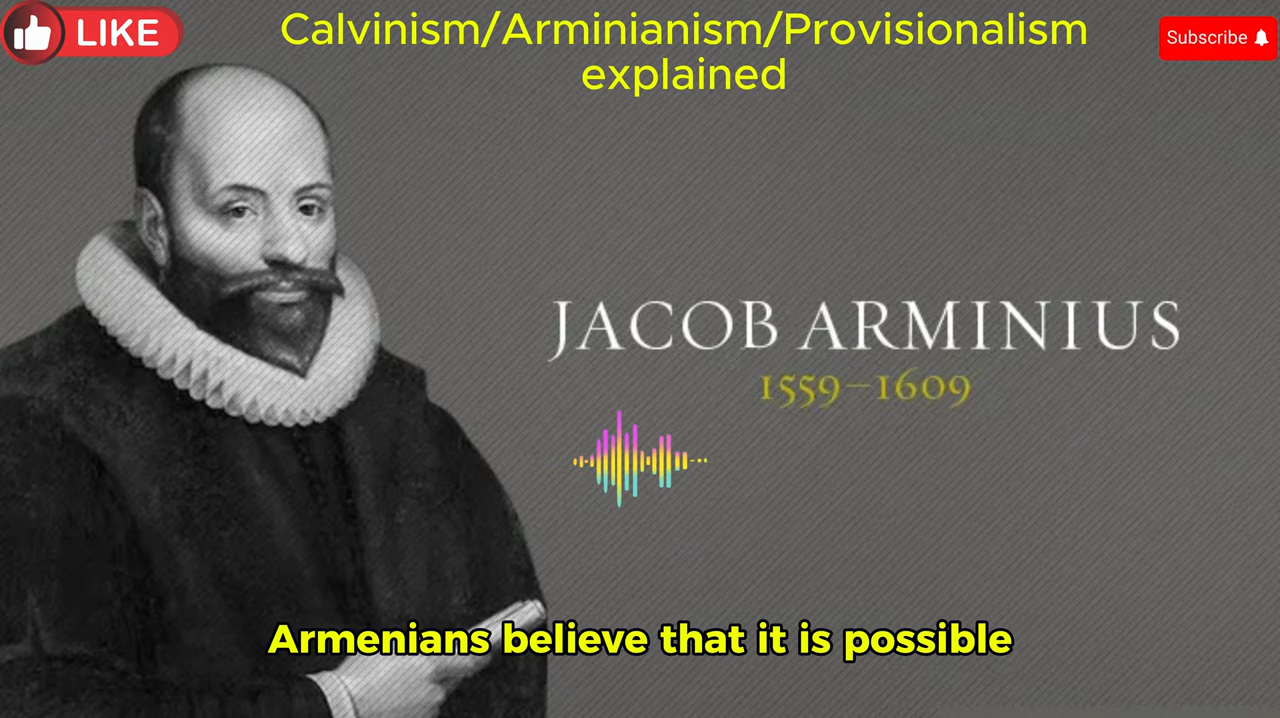 LIKE
Calvinism/Arminianism/Provisionalism
explained
Subscribe
JACOB ARMINIUS
1559–1609
Armenians believe that it is possible